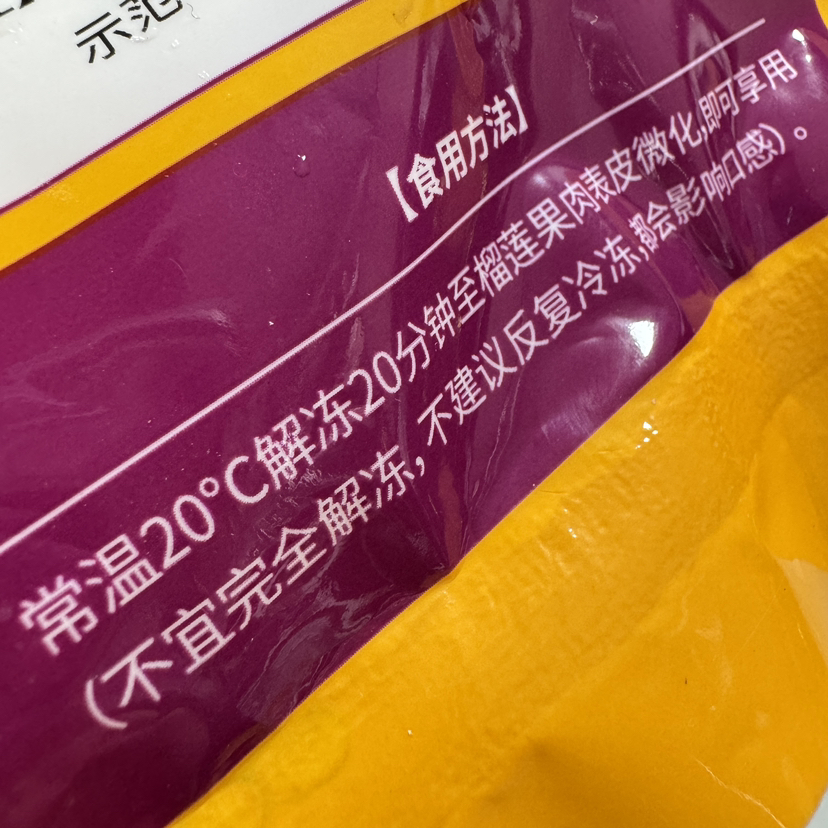 示范
【食用方法】
常温20℃解冻20分钟至榴莲果肉表皮微化,即可享用
(不宜完全解冻，不建议反复冷冻,都会影响口感）。